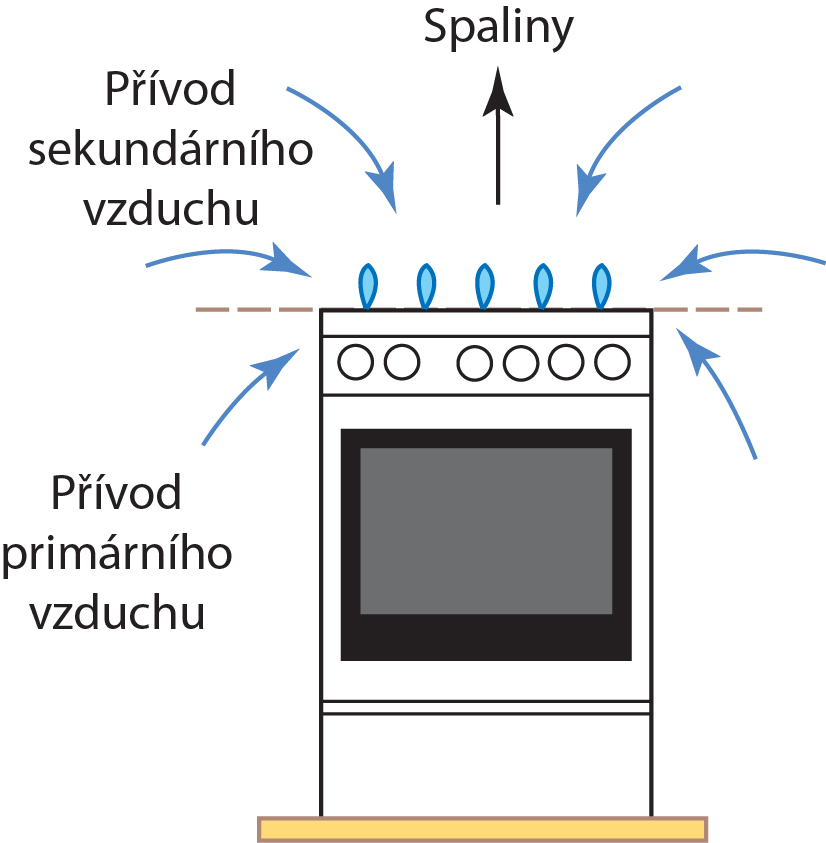 Spaliny
Přívod
sekundárního
vzduchu
Přívod
primárního
vzduchu